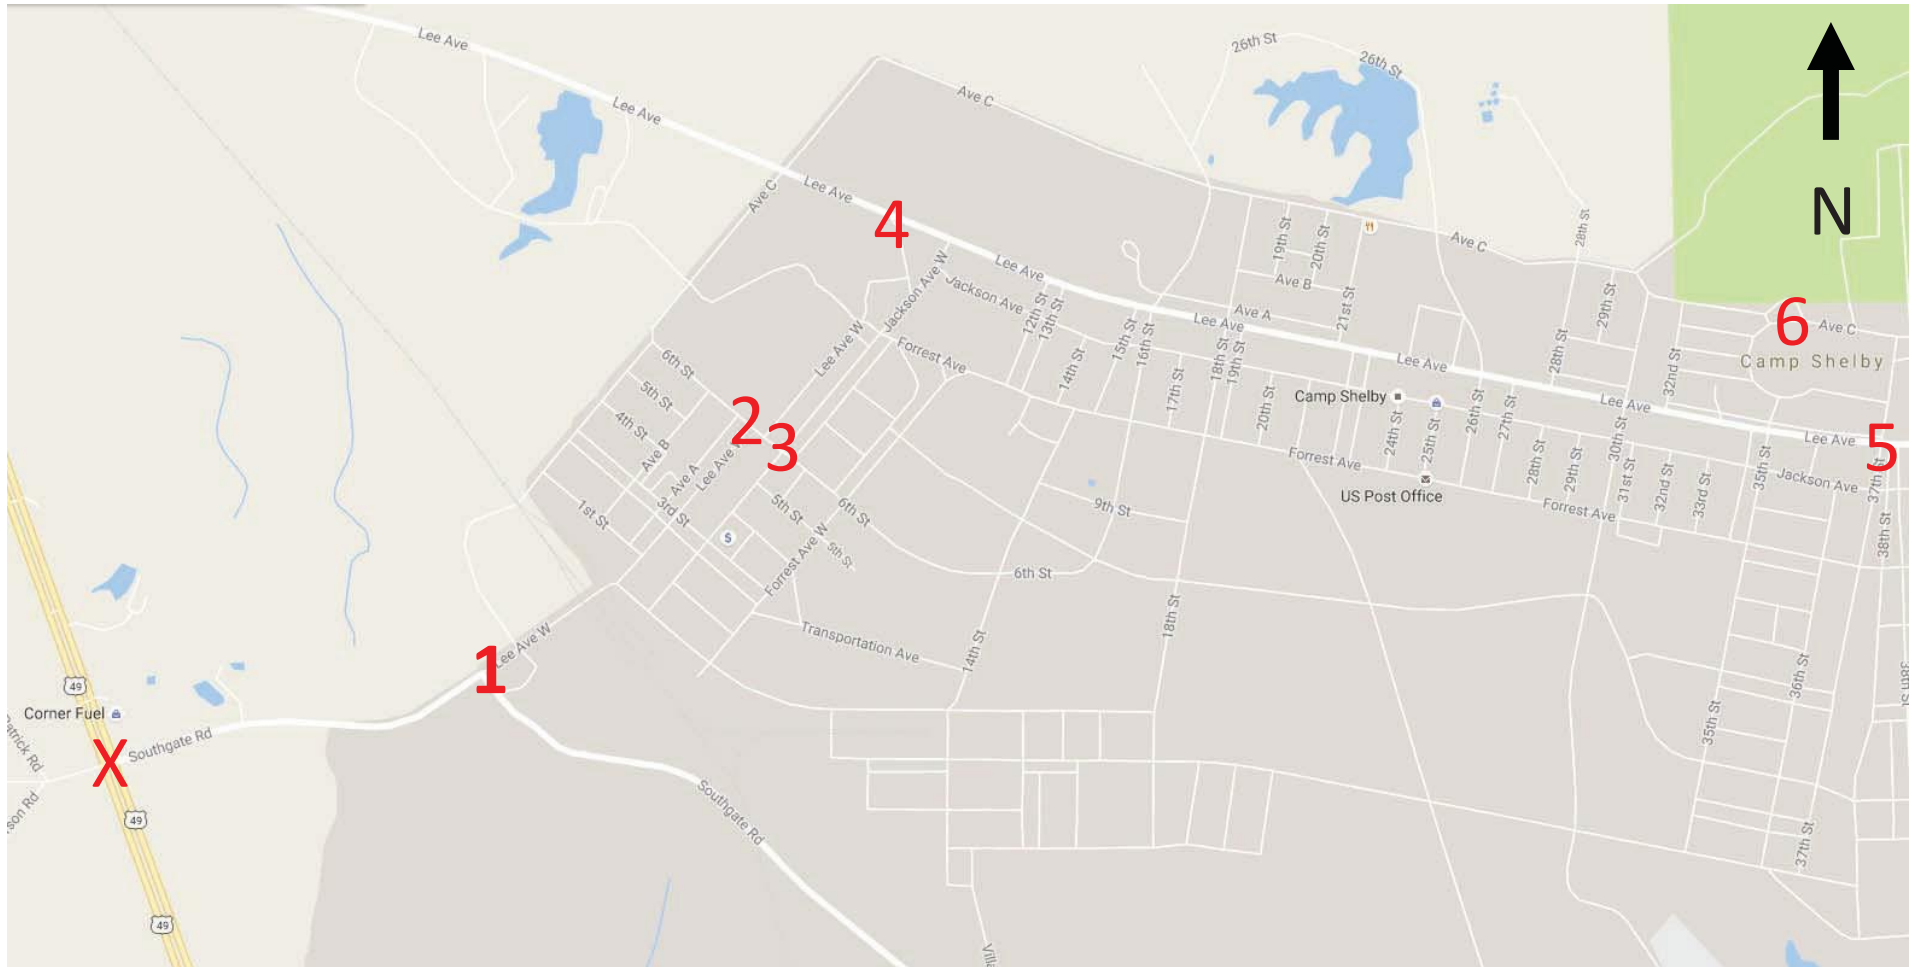 Lee Ave
26th St
26th St
Ave C
Lee Ave
N
Ave C
Lee Ave
4
28th St
19th St
20th St
Ave C
Jackson Ave W
Lee Ave
Ave B
Jackson Ave
12th St
13th St
Ave A
21st St
29th St
6
Ave C
15th St
16th St
Lee Ave
Lee Ave W
Forrest Ave
Camp Shelby
6th St
14th St
18th St
19th St
Lee Ave
28th St
32nd St
5th St
17th St
20th St
Camp Shelby
24th St
25th St
26th St
27th St
Lee Ave
2
3
4th St
Ave B
Lee Ave
5
30th St
Ave A
Lee Ave
Forrest Ave
28th St
29th St
31st St
32nd St
33rd St
35th St
Jackson Ave
37th St
US Post Office
1st St
3rd St
5th St
6th St
9th St
Forrest Ave
$
Forrest Ave W
5th St
38th St
6th St
18th St
Lee Ave W
1
Transportation Ave
14th St
36th St
38th St
49
Corner Fuel
Patrick Rd
Southgate Rd
X
35th St
49
Southgate Rd
37th St
49